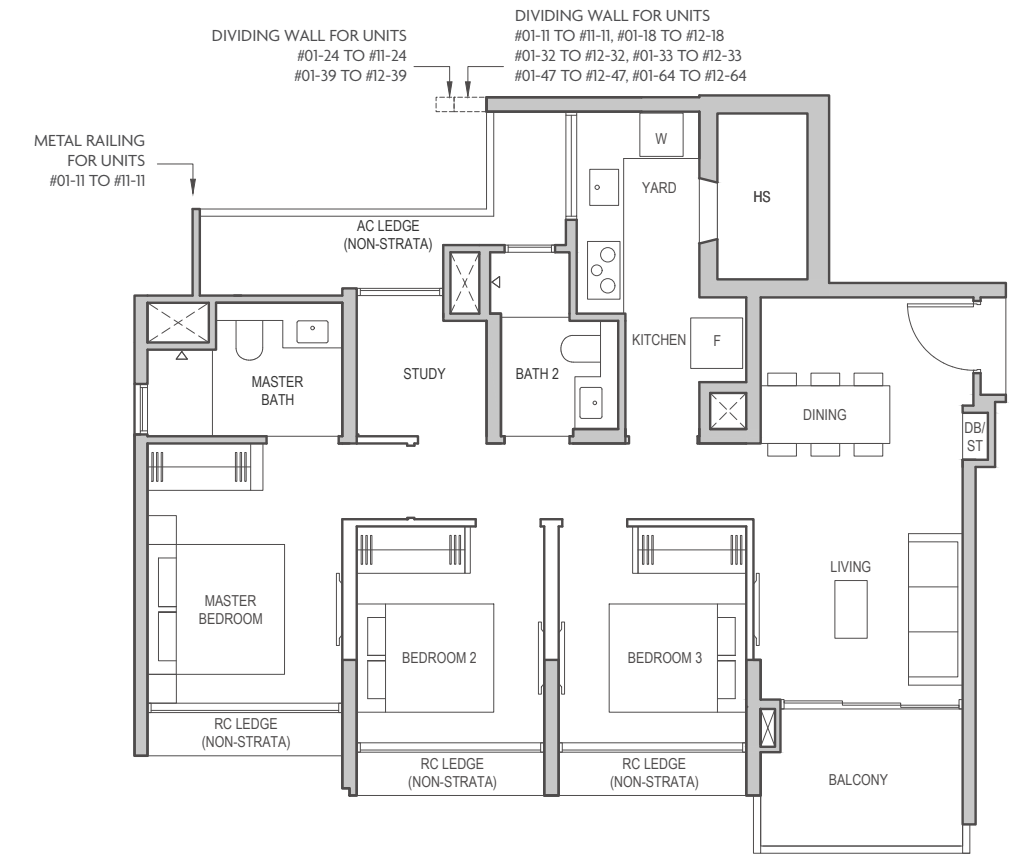 DIVIDING WALL FOR UNITS
#01-11 TO #11-11, #01-18 TO #12-18
#01-32 TO #12-32, #01-33 TO #12-33
#01-47 TO #12-47, #01-64 TO #12-64
DIVIDING WALL FOR UNITS
#01-24 TO #11-24
#01-39 TO #12-39
METAL RAILING
FOR UNITS
#01-11 TO #11-11
W
YARD
HS
AC LEDGE
(NON-STRATA)
KITCHEN
F
STUDY
BATH 2
MASTER
BATH
DINING
DB/
ST
LIVING
MASTER
BEDROOM
BEDROOM 2
BEDROOM 3
RC LEDGE
(NON-STRATA)
RC LEDGE
(NON-STRATA)
RC LEDGE
(NON-STRATA)
BALCONY